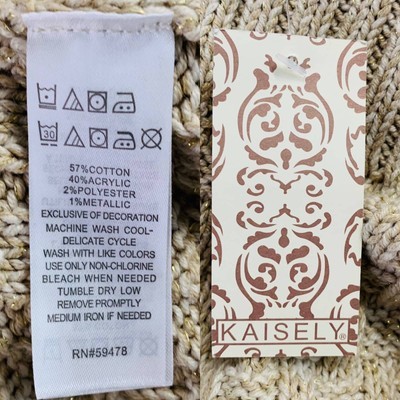 30
57%COTTON
40%ACRYLIC
2%POLYESTER
1%METALLIC
EXCLUSIVE OF DECORATION
MACHINE WASH COOL-
DELICATE CYCLE
WASH WITH LIKE COLORS
USE ONLY NON-CHLORINE
BLEACH WHEN NEEDED
TUMBLE DRY LOW
REMOVE PROMPTLY
MEDIUM IRON IF NEEDED
RN#59478
KAISELY®